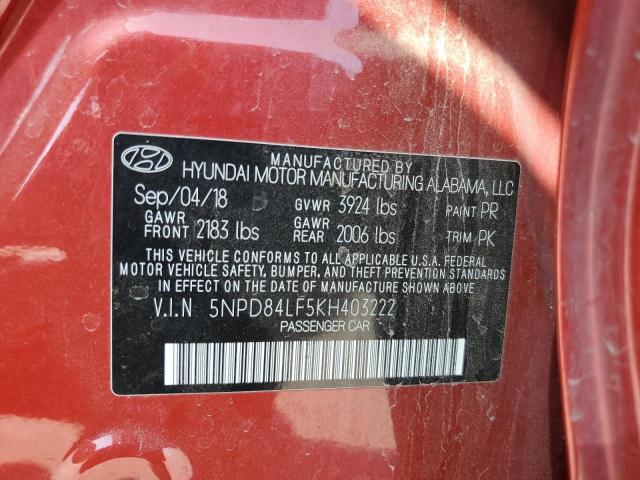 MANUFACTURED BY
HYUNDAI MOTOR MANUFACTURING ALABAMA, LLC
Sep/04/18 GVWR 3924 lbs PAINT PR
GAWR FRONT 2183 lbs GAWR REAR 2006 lbs TRIM PK
THIS VEHICLE CONFORMS TO ALL APPLICABLE U.S.A. FEDERAL
MOTOR VEHICLE SAFETY, BUMPER, AND THEFT PREVENTION
STANDARDS IN EFFECT ON THE DATE OF MANUFACTURE SHOWN ABOVE.
V.I.N 5NPD84LF5KH403222
PASSENGER CAR